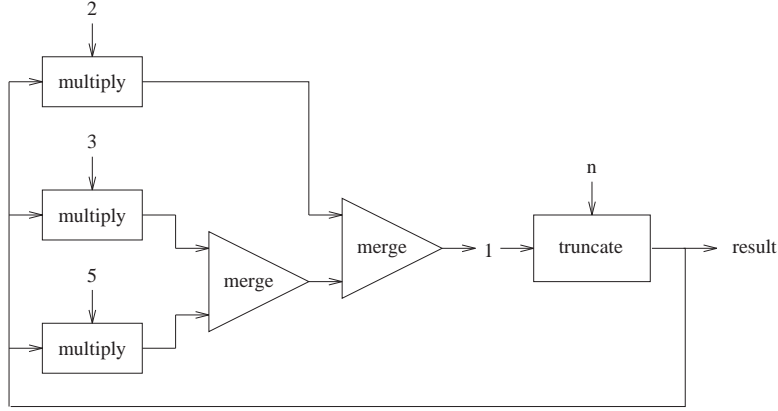 2
multiply
3
multiply
5
multiply
merge
merge
1
n
truncate
result